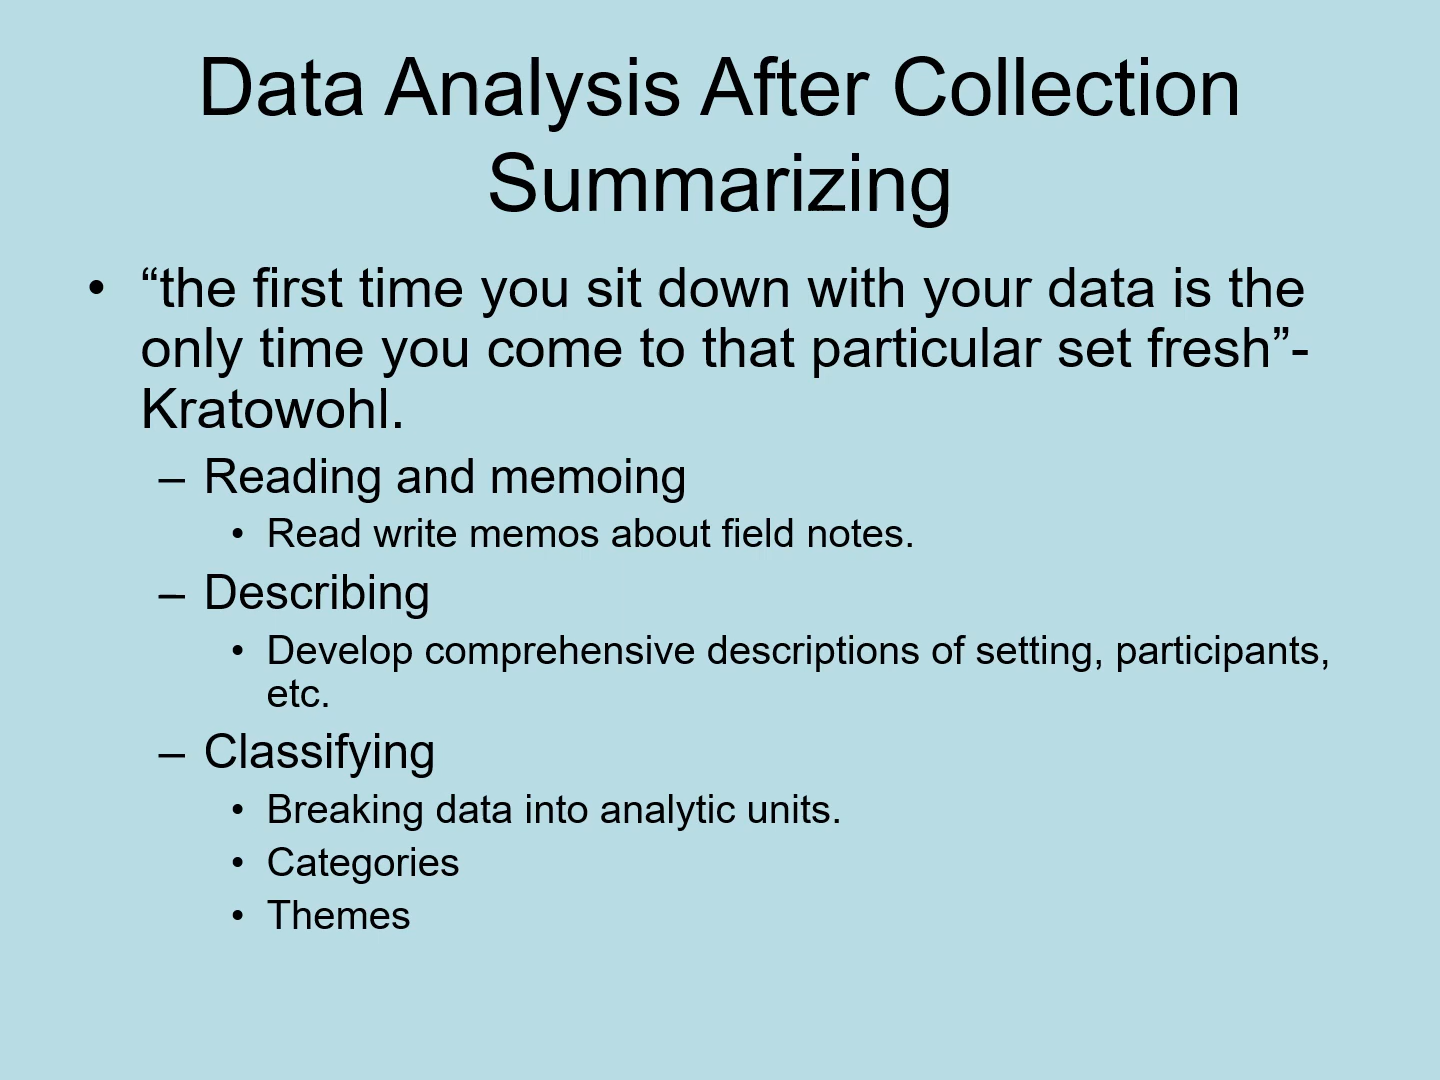 Data Analysis After Collection
Summarizing
• “the first time you sit down with your data is the
only time you come to that particular set fresh”-
Kratowohl.
– Reading and memoing
• Read write memos about field notes.
– Describing
• Develop comprehensive descriptions of setting, participants,
etc.
– Classifying
• Breaking data into analytic units.
• Categories
• Themes